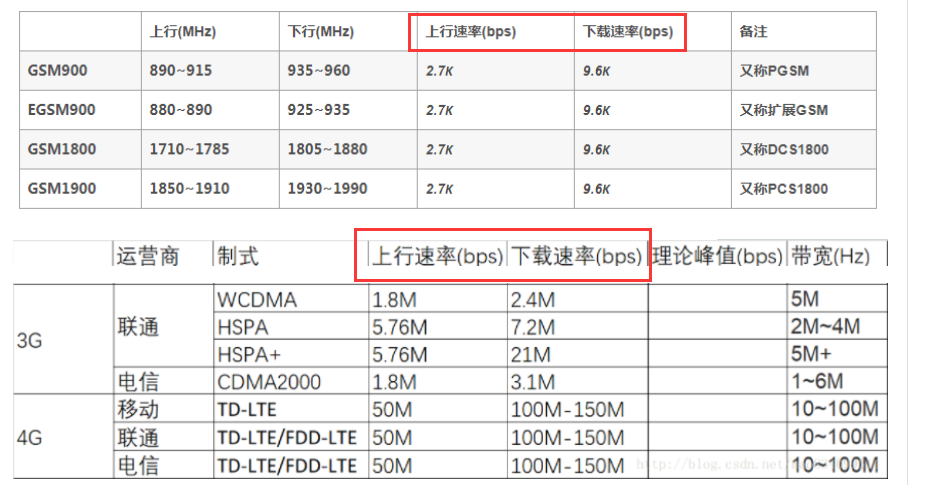 上行(MHz) 下行(MHz) 上行速率(bps) 下载速率(bps) 备注
GSM900 890~915 935~960 2.7K 9.6K 又称PGSM
EGSM900 880~890 925~935 2.7K 9.6K 又称扩展GSM
GSM1800 1710~1785 1805~1880 2.7K 9.6K 又称DCS1800
GSM1900 1850~1910 1930~1990 2.7K 9.6K 又称PCS1800
运营商 制式 上行速率(bps) 下载速率(bps) 理论峰值(bps) 带宽(Hz)
3G 联通 WCDMA 1.8M 2.4M 5M
HSPA 5.76M 7.2M 2M~4M
HSPA+ 5.76M 21M 5M+
电信 CDMA2000 1.8M 3.1M 1~6M
4G 移动 TD-LTE 50M 100M-150M 10~100M
联通 TD-LTE/FDD-LTE 50M 100M-150M 10~100M
电信 TD-LTE/FDD-LTE 50M 100M-150M 10~100M